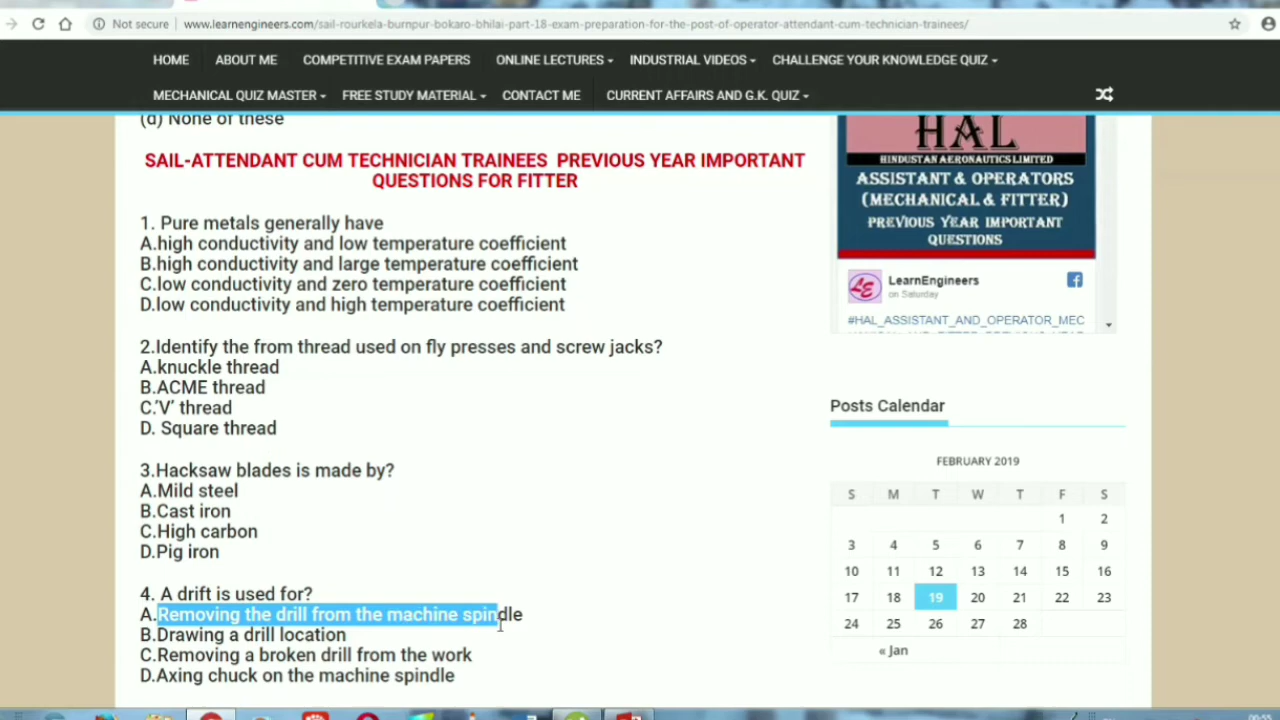 Not secure www.learnengineers.com/sail-rourkela-burnpur-bokaro-bhilai-part-18-exam-preparation-for-the-post-of-operator-attendant-cum-technician-trainees/
HOME ABOUT ME COMPETITIVE EXAM PAPERS ONLINE LECTURES INDUSTRIAL VIDEOS CHALLENGE YOUR KNOWLEDGE QUIZ
MECHANICAL QUIZ MASTER FREE STUDY MATERIAL CONTACT ME CURRENT AFFAIRS AND G.K. QUIZ
(d) None of these
SAIL-ATTENDANT CUM TECHNICIAN TRAINEES PREVIOUS YEAR IMPORTANT
QUESTIONS FOR FITTER
1. Pure metals generally have
A.high conductivity and low temperature coefficient
B.high conductivity and large temperature coefficient
C.low conductivity and zero temperature coefficient
D.low conductivity and high temperature coefficient
2.Identify the from thread used on fly presses and screw jacks?
A.knuckle thread
B.ACME thread
C.’V’ thread
D. Square thread
3.Hacksaw blades is made by?
A.Mild steel
B.Cast iron
C.High carbon
D.Pig iron
4. A drift is used for?
A.Removing the drill from the machine spindle
B.Drawing a drill location
C.Removing a broken drill from the work
D.Axing chuck on the machine spindle
HAL
HINDUSTAN AERONAUTICS LIMITED
ASSISTANT & OPERATORS
(MECHANICAL & FITTER)
PREVIOUS YEAR IMPORTANT
QUESTIONS
LE
LearnEngineers
on Saturday
#HAL_ASSISTANT_AND_OPERATOR_MEC
Posts Calendar
FEBRUARY 2019
S M T W T F S
1 2
3 4 5 6 7 8 9
10 11 12 13 14 15 16
17 18 19 20 21 22 23
24 25 26 27 28
« Jan